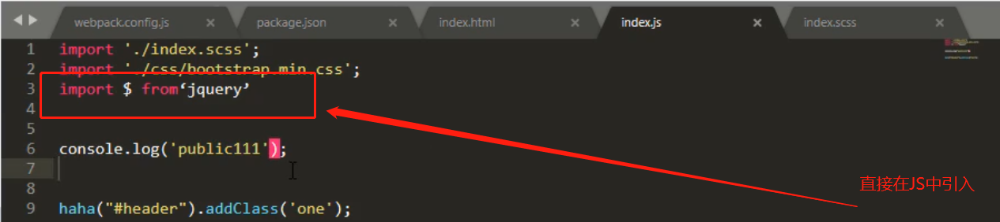 webpack.config.js × package.json × index.html × index.js × index.scss ×
1 import './index.scss';
2 import './css/bootstrap.min.css';
3 import $ from‘jquery’
4
5
6 console.log('public111');
7
8
直接在JS中引入
9 haha("#header").addClass('one');